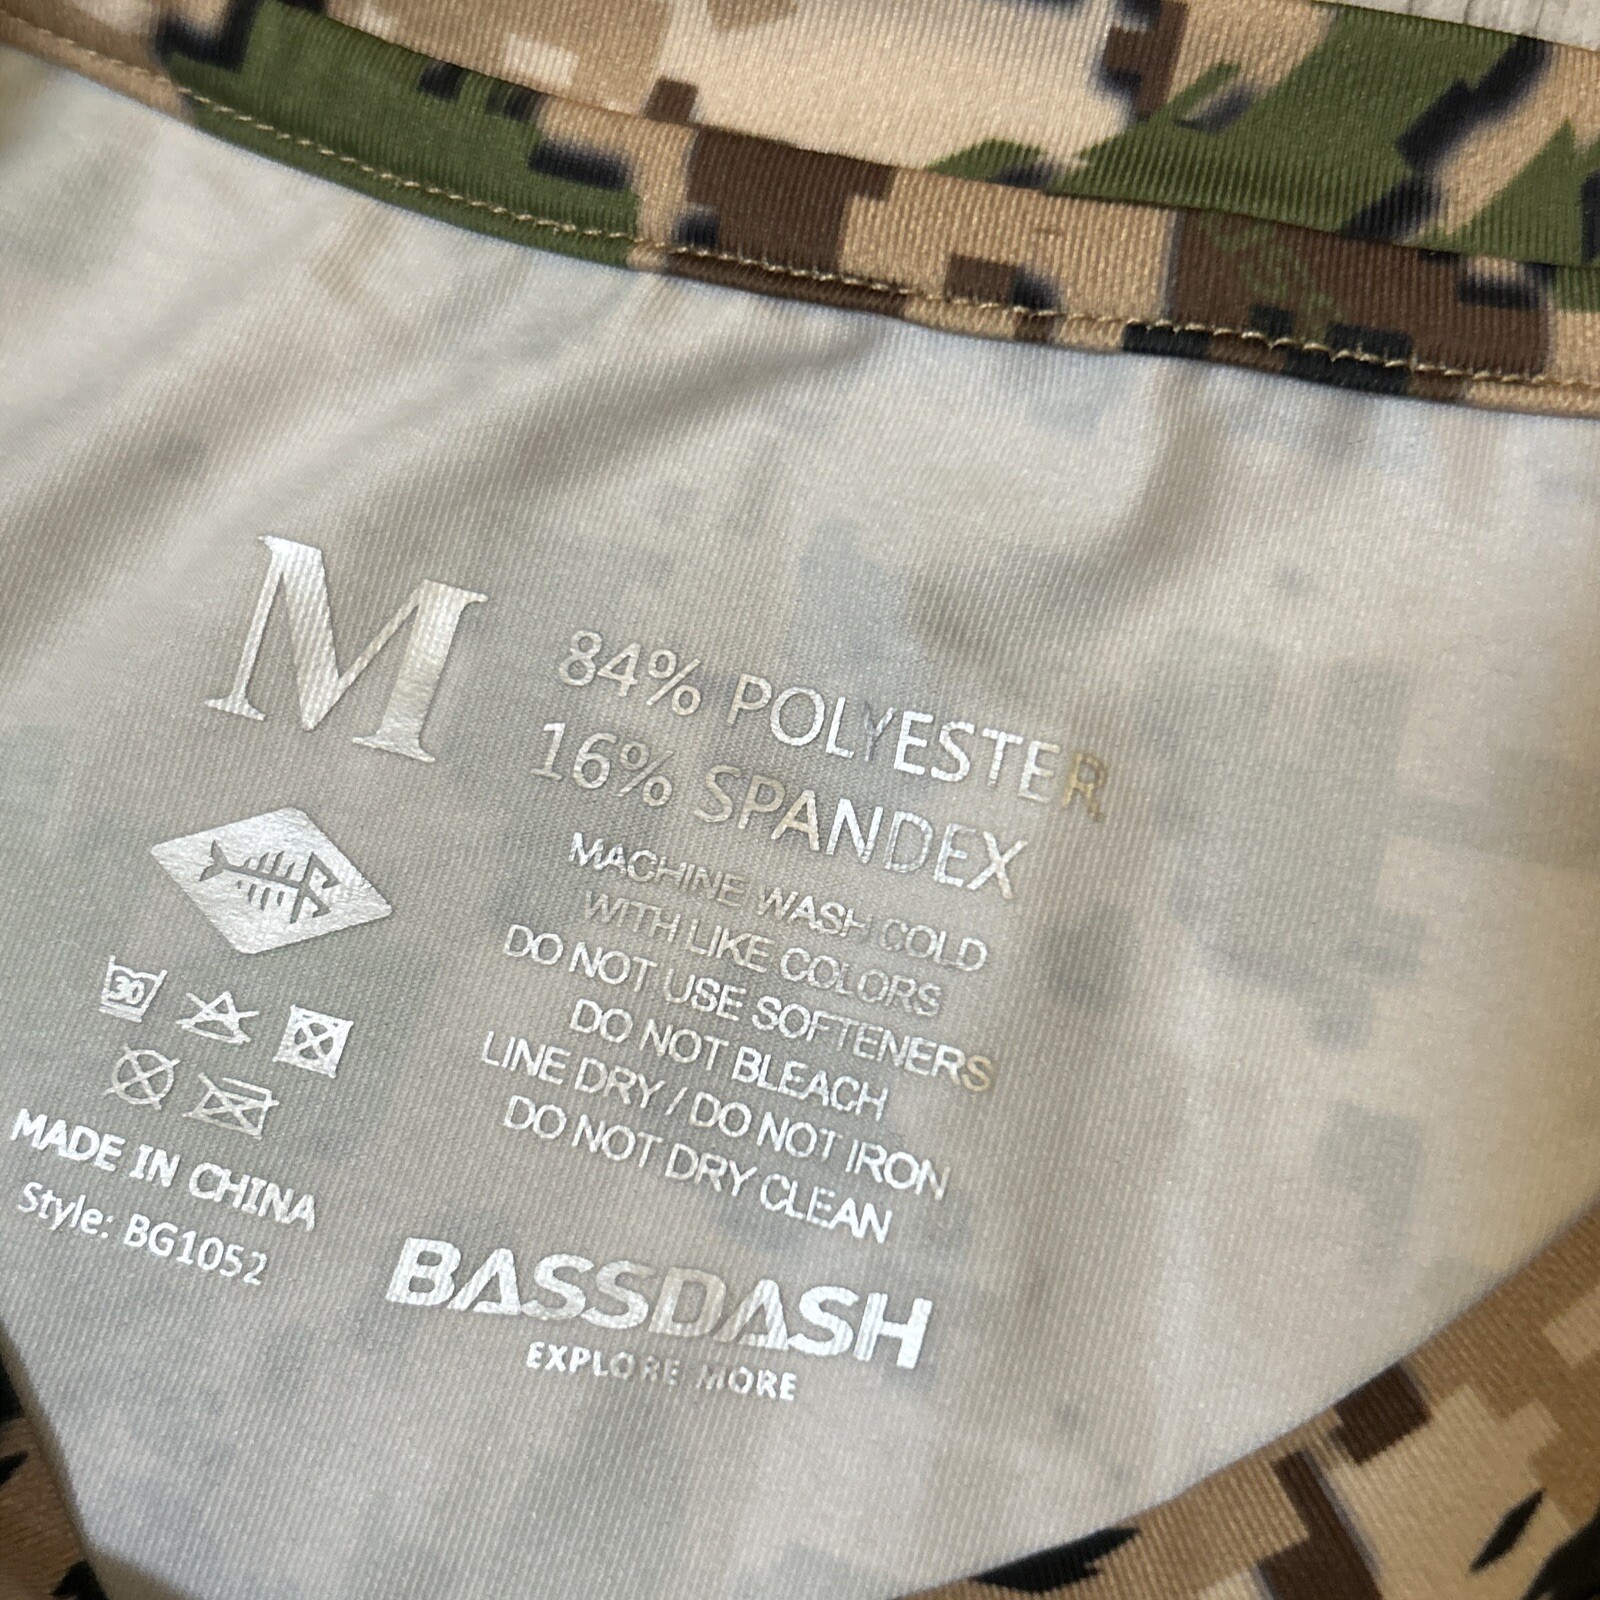 M
84% POLYESTER
16% SPANDEX
MACHINE WASH COLD
WITH LIKE COLORS
DO NOT USE SOFTENERS
DO NOT BLEACH
LINE DRY / DO NOT IRON
DO NOT DRY CLEAN
30
MADE IN CHINA
Style: BG1052
BASSDASH
EXPLORE MORE